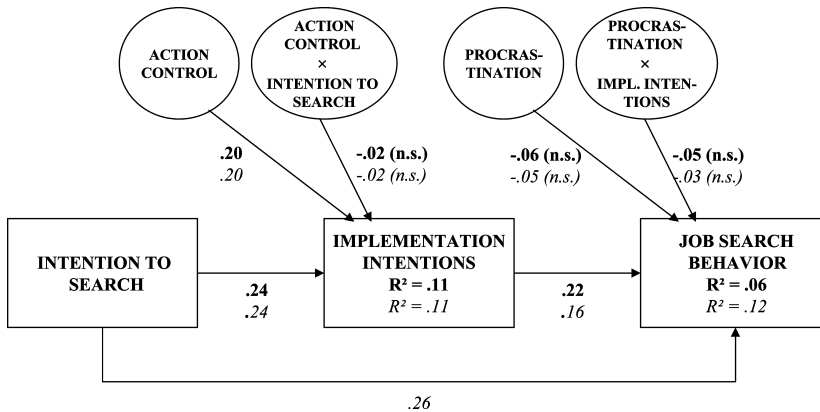 ACTION
CONTROL
ACTION
CONTROL
×
INTENTION TO
SEARCH
PROCRAS-
TINATION
PROCRAS-
TINATION
×
IMPL. INTEN-
TIONS
.20
.20
-.02 (n.s.)
-.02 (n.s.)
-.06 (n.s.)
-.05 (n.s.)
-.05 (n.s.)
-.03 (n.s.)
INTENTION TO
SEARCH
.24
.24
IMPLEMENTATION
INTENTIONS
R² = .11
R² = .11
.22
.16
JOB SEARCH
BEHAVIOR
R² = .06
R² = .12
.26